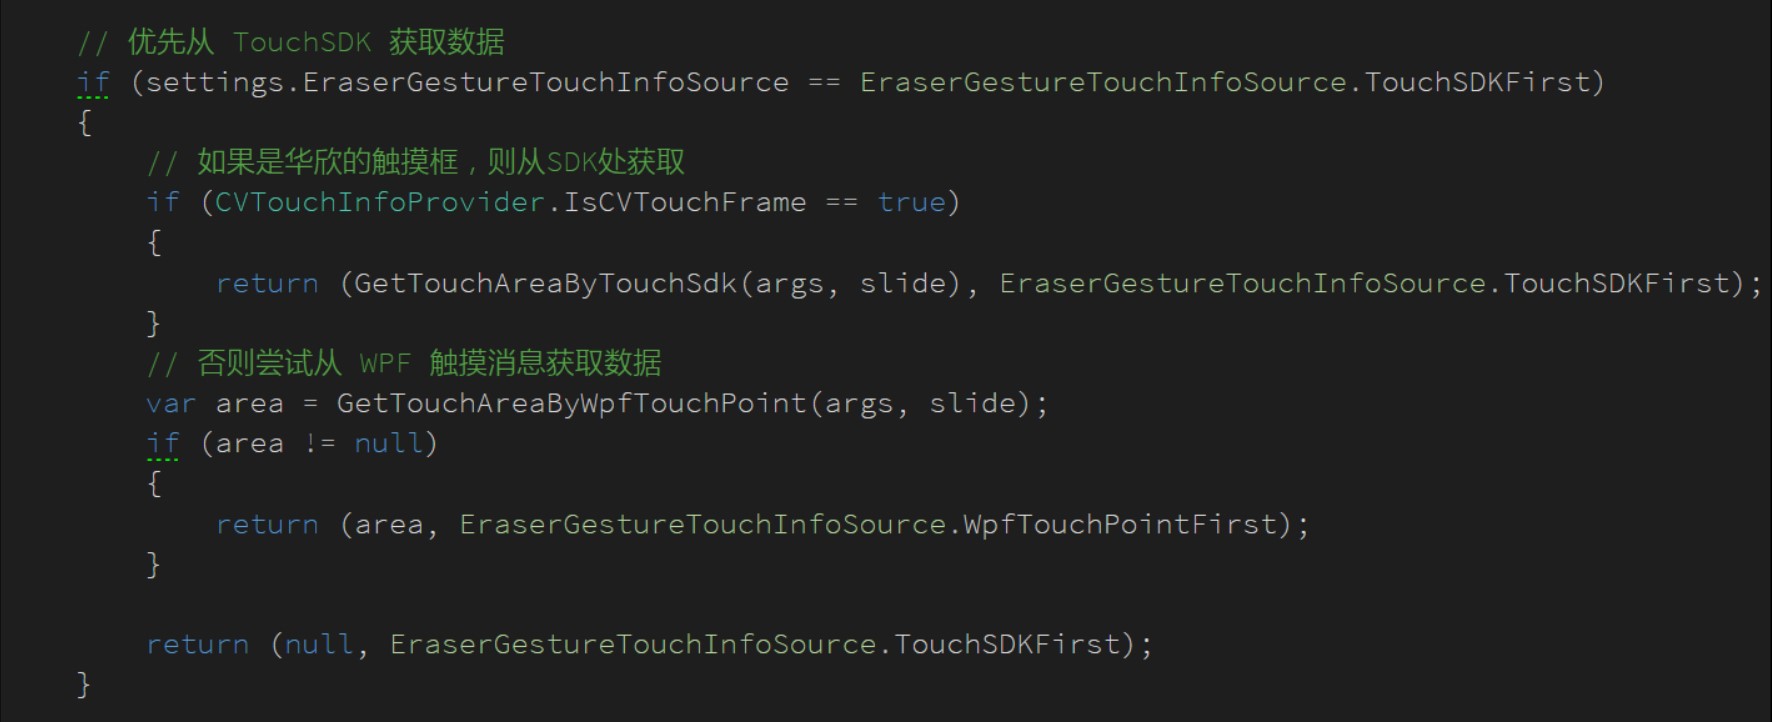 // 优先从 TouchSDK 获取数据
if (settings.EraserGestureTouchInfoSource == EraserGestureTouchInfoSource.TouchSDKFirst)
{
// 如果是华欣的触摸框，则从SDK处获取
if (CVTouchInfoProvider.IsCVTouchFrame == true)
{
return (GetTouchAreaByTouchSdk(args, slide), EraserGestureTouchInfoSource.TouchSDKFirst);
}
// 否则尝试从 WPF 触摸消息获取数据
var area = GetTouchAreaByWpfTouchPoint(args, slide);
if (area != null)
{
return (area, EraserGestureTouchInfoSource.WpfTouchPointFirst);
}
return (null, EraserGestureTouchInfoSource.TouchSDKFirst);
}